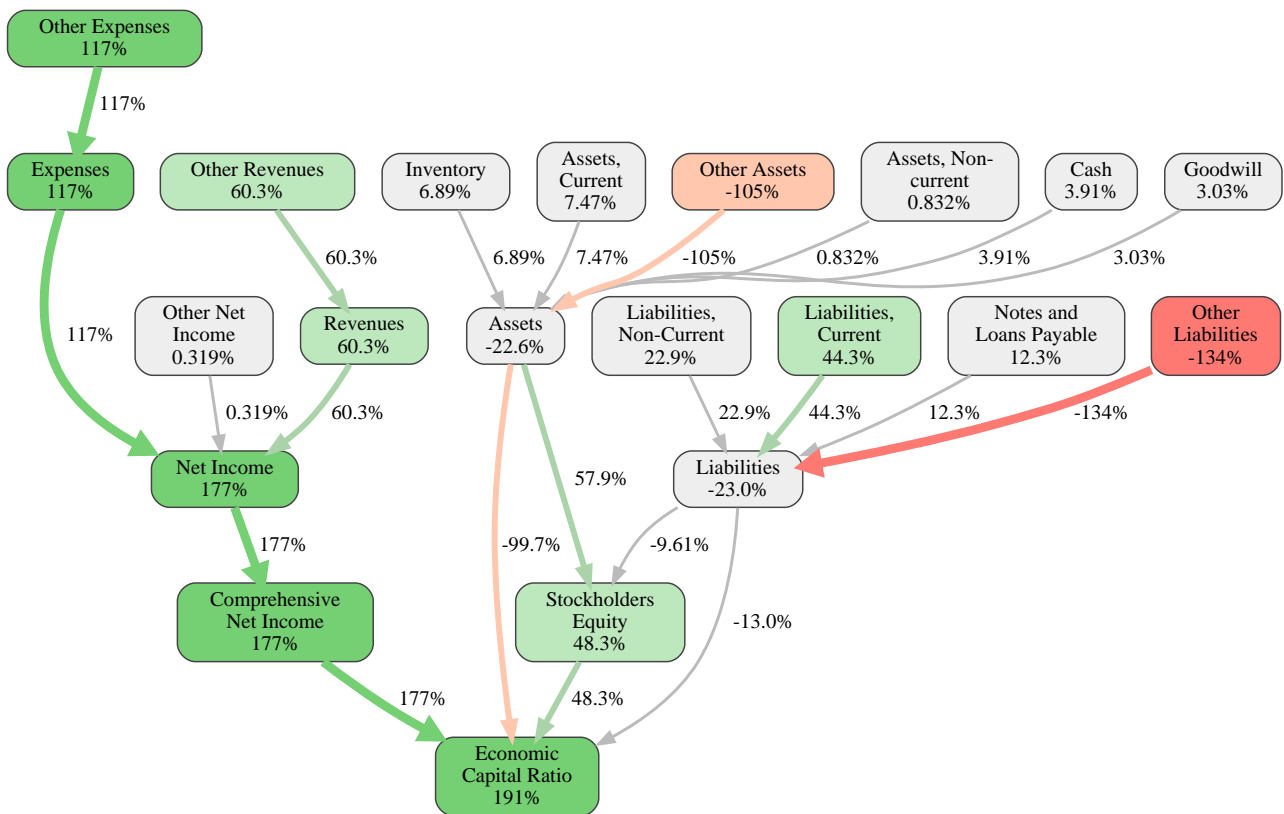 Other Expenses
117%
117%
Expenses
117%
Other Revenues
60.3%
Inventory
6.89%
Assets,
Current
7.47%
Other Assets
-105%
Assets, Non-
current
0.832%
Cash
3.91%
Goodwill
3.03%
60.3%
6.89%
7.47%
-105%
0.832%
3.91%
3.03%
117%
Other Net
Income
0.319%
Revenues
60.3%
Assets
-22.6%
Liabilities,
Non-Current
22.9%
Liabilities,
Current
44.3%
Notes and
Loans Payable
12.3%
Other
Liabilities
-134%
0.319%
60.3%
22.9%
44.3%
12.3%
-134%
Net Income
177%
57.9%
Liabilities
-23.0%
177%
-99.7%
-9.61%
Comprehensive
Net Income
177%
Stockholders
Equity
48.3%
-13.0%
177%
48.3%
Economic
Capital Ratio
191%